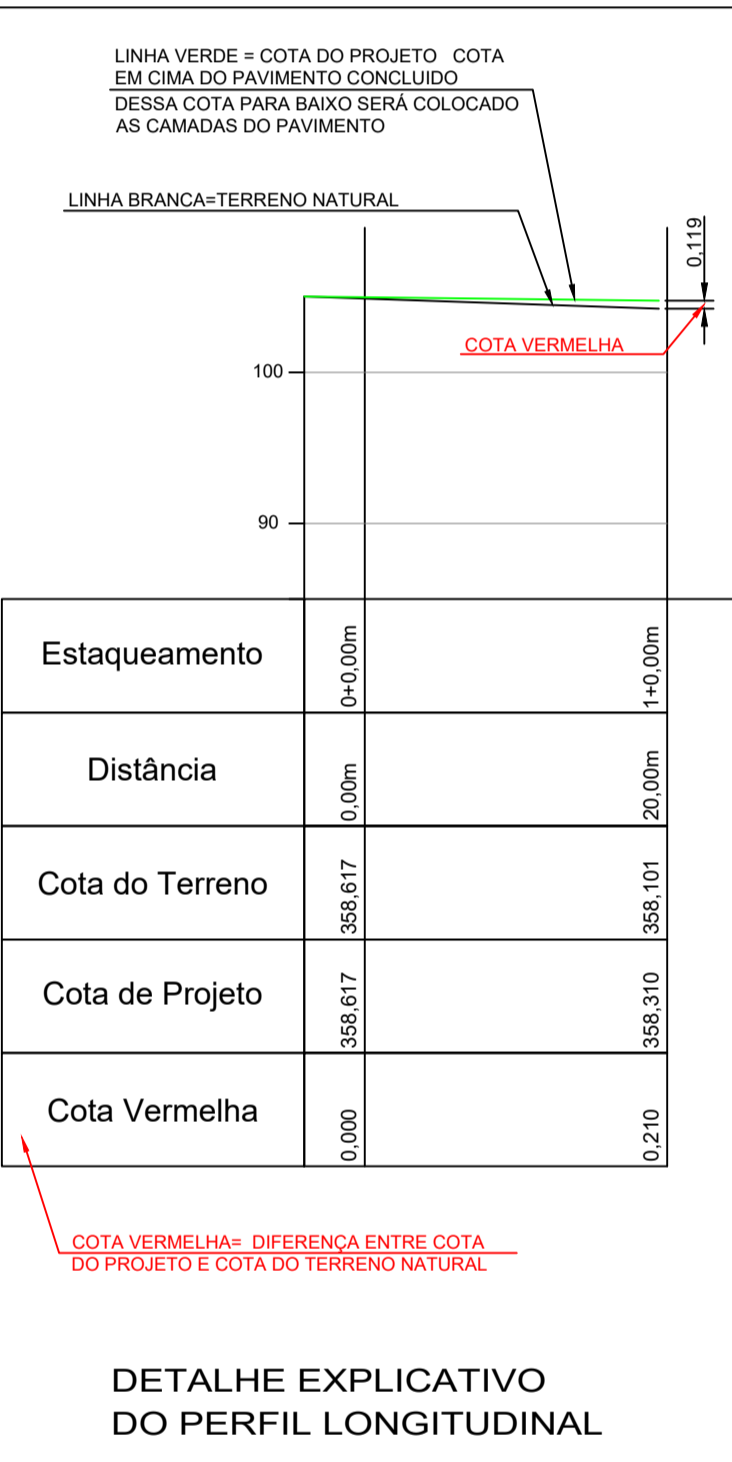 LINHA VERDE = COTA DO PROJETO COTA
EM CIMA DO PAVIMENTO CONCLUIDO
DESSA COTA PARA BAIXO SERÁ COLOCADO
AS CAMADAS DO PAVIMENTO
LINHA BRANCA=TERRENO NATURAL
0,119
COTA VERMELHA
100
90
Estaqueamento 0+0,00m 1+0,00m
Distância 0,00m 20,00m
Cota do Terreno 358,617 358,101
Cota de Projeto 358,617 358,310
Cota Vermelha 0,000 0,210
COTA VERMELHA= DIFERENÇA ENTRE COTA
DO PROJETO E COTA DO TERRENO NATURAL
DETALHE EXPLICATIVO
DO PERFIL LONGITUDINAL